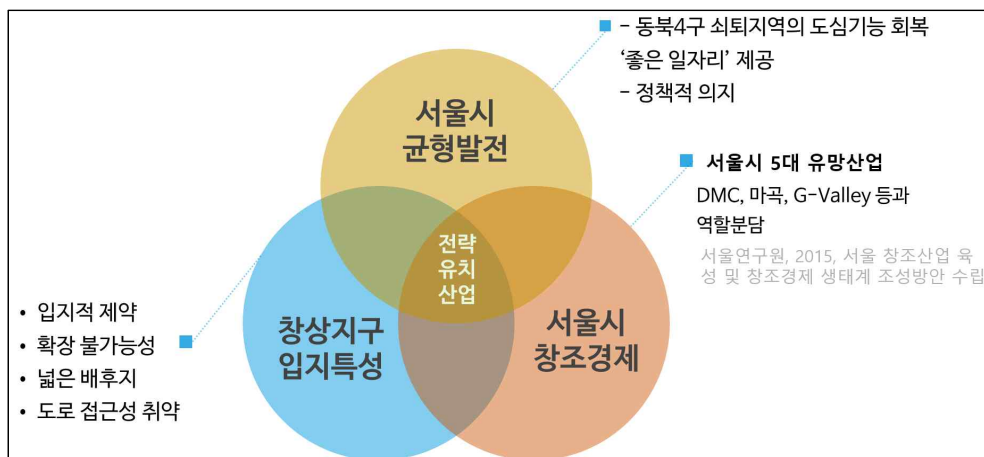 - 동북4구 쇠퇴지역의 도심기능 회복
‘좋은 일자리’ 제공
- 정책적 의지
서울시
균형발전
서울시 5대 유망산업
DMC, 마곡, G-Valley 등과
역할분담
서울연구원, 2015, 서울 창조산업 육
성 및 창조경제 생태계 조성방안 수립
전략
유치
산업
• 입지적 제약
• 확장 불가능성
• 넓은 배후지
• 도로 접근성 취약
창상지구
입지특성
서울시
창조경제